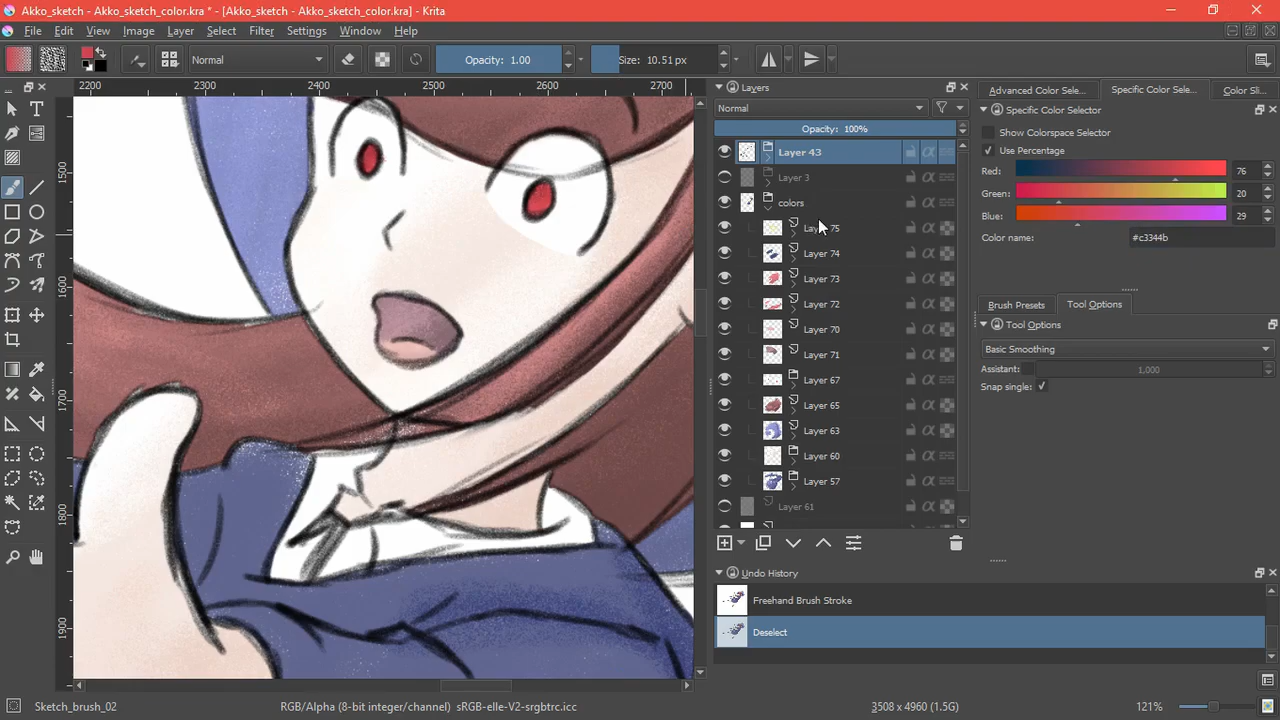 Akko_sketch - Akko_sketch_color.kra * - [Akko_sketch - Akko_sketch_color.kra] - Krita
File Edit View Image Layer Select Filter Settings Window Help
Normal Opacity: 1.00 Size: 10.51 px
2200 2300 2400 2500 2600 2700
1500
1600
1700
1800
1900
Layers
Normal
Opacity: 100%
Layer 43
Layer 3
colors
Layer 75
Layer 74
Layer 73
Layer 72
Layer 70
Layer 71
Layer 67
Layer 65
Layer 63
Layer 60
Layer 57
Layer 61
Undo History
Freehand Brush Stroke
Deselect
Advanced Color Sele... Specific Color Sele... Color Sli...
Specific Color Selector
Show Colorspace Selector
Use Percentage
Red: 76
Green: 20
Blue: 29
Color name: #c3344b
Brush Presets Tool Options
Tool Options
Basic Smoothing
Assistant: 1,000
Snap single:
Sketch_brush_02 RGB/Alpha (8-bit integer/channel) sRGB-elle-V2-srgbtrc.icc 3508 x 4960 (1.5G) 121%